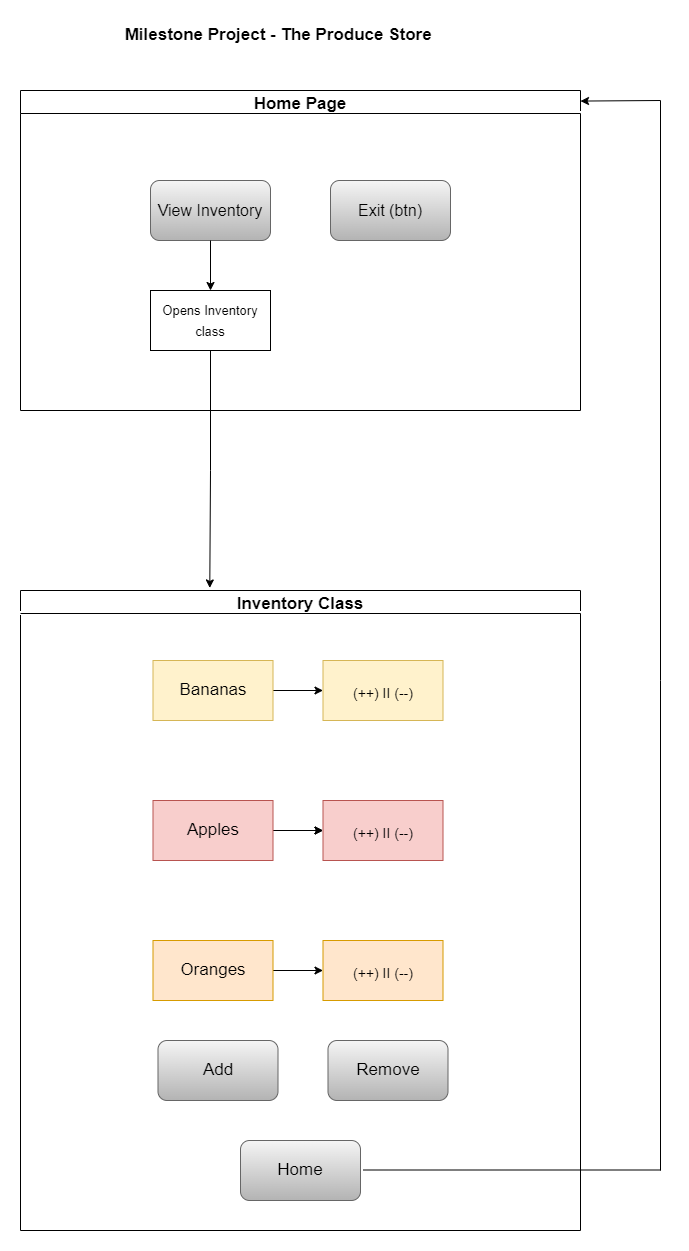 Milestone Project - The Produce Store
Home Page
View Inventory
Exit (btn)
Opens Inventory
class
Inventory Class
Bananas
(++) II (--)
Apples
(++) II (--)
Oranges
(++) II (--)
Add
Remove
Home